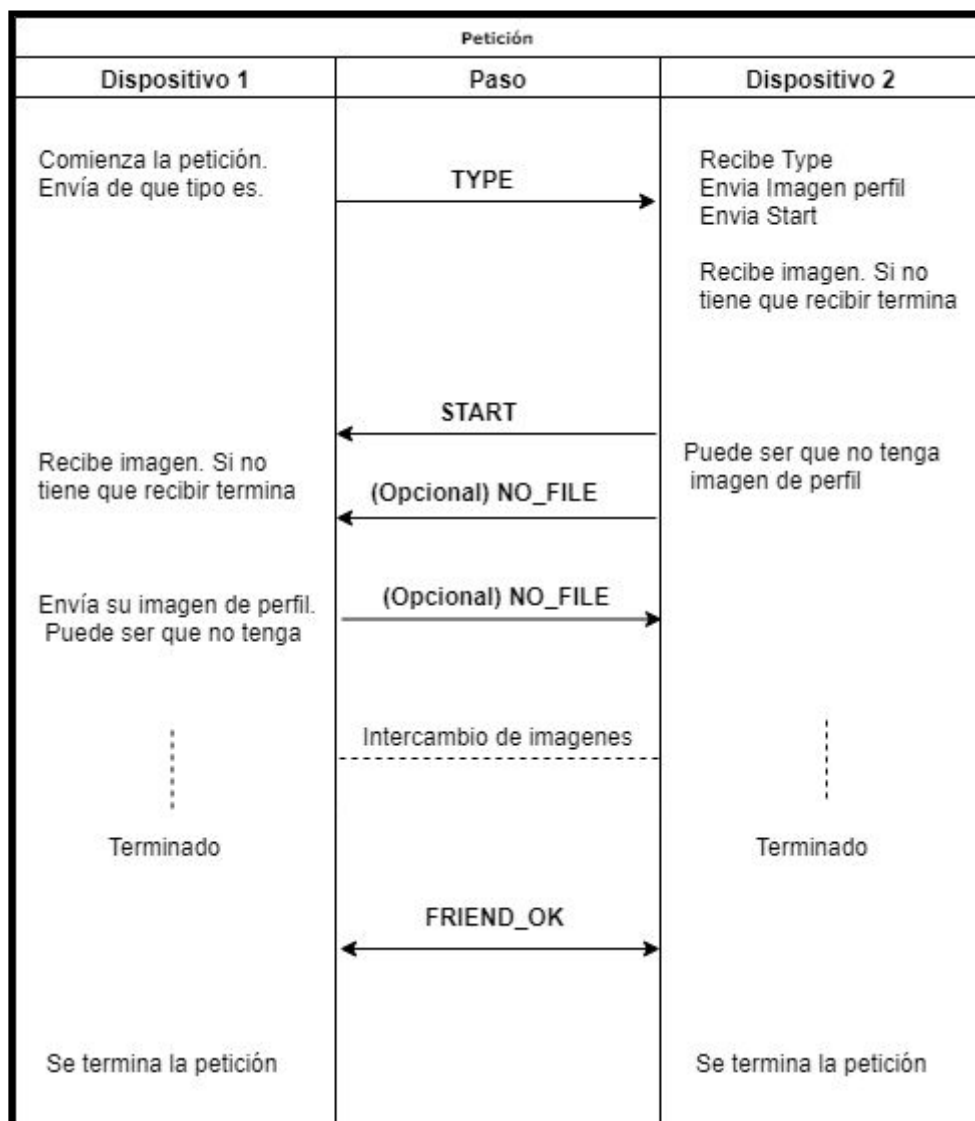 Petición
Dispositivo 1
Paso
Dispositivo 2
Comienza la petición.
Envía de que tipo es.
TYPE
Recibe Type
Envia Imagen perfil
Envia Start
Recibe imagen. Si no
tiene que recibir termina
START
Recibe imagen. Si no
tiene que recibir termina
Puede ser que no tenga
imagen de perfil
(Opcional) NO_FILE
Envía su imagen de perfil.
Puede ser que no tenga
(Opcional) NO_FILE
Intercambio de imagenes
Terminado
Terminado
FRIEND_OK
Se termina la petición
Se termina la petición